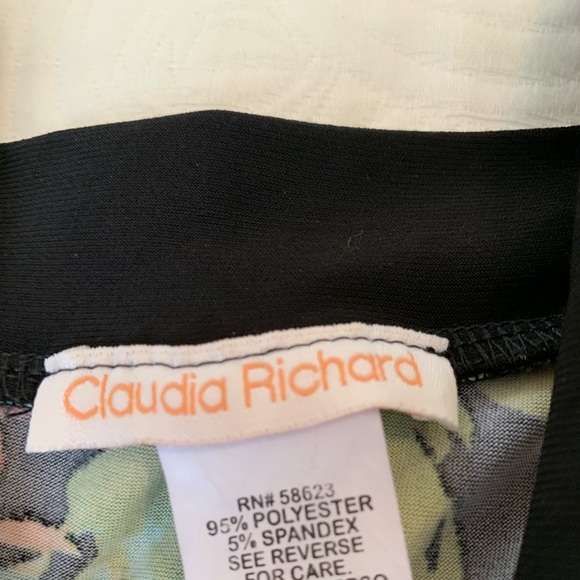 Claudia Richard
RN# 58623
95% POLYESTER
5% SPANDEX
SEE REVERSE
FOR CARE.